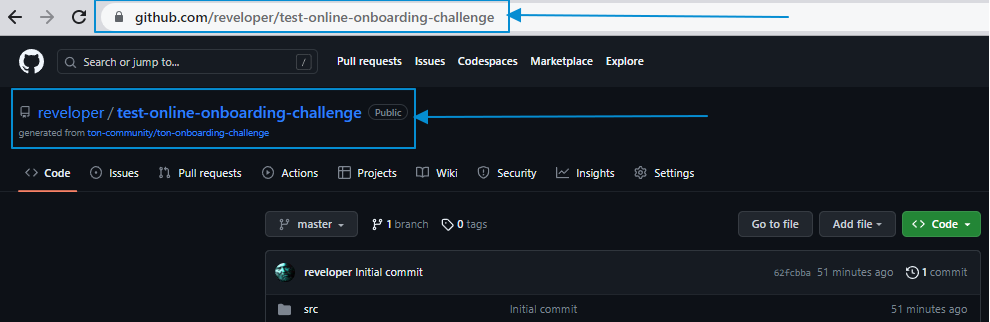 github.com/reveloper/test-online-onboarding-challenge
Search or jump to... / Pull requests Issues Codespaces Marketplace Explore
reveloper / test-online-onboarding-challenge Public
generated from ton-community/ton-onboarding-challenge
<> Code Issues Pull requests Actions Projects Wiki Security Insights Settings
master 1 branch 0 tags Go to file Add file <> Code
reveloper Initial commit 62fcbba 51 minutes ago 1 commit
src Initial commit 51 minutes ago